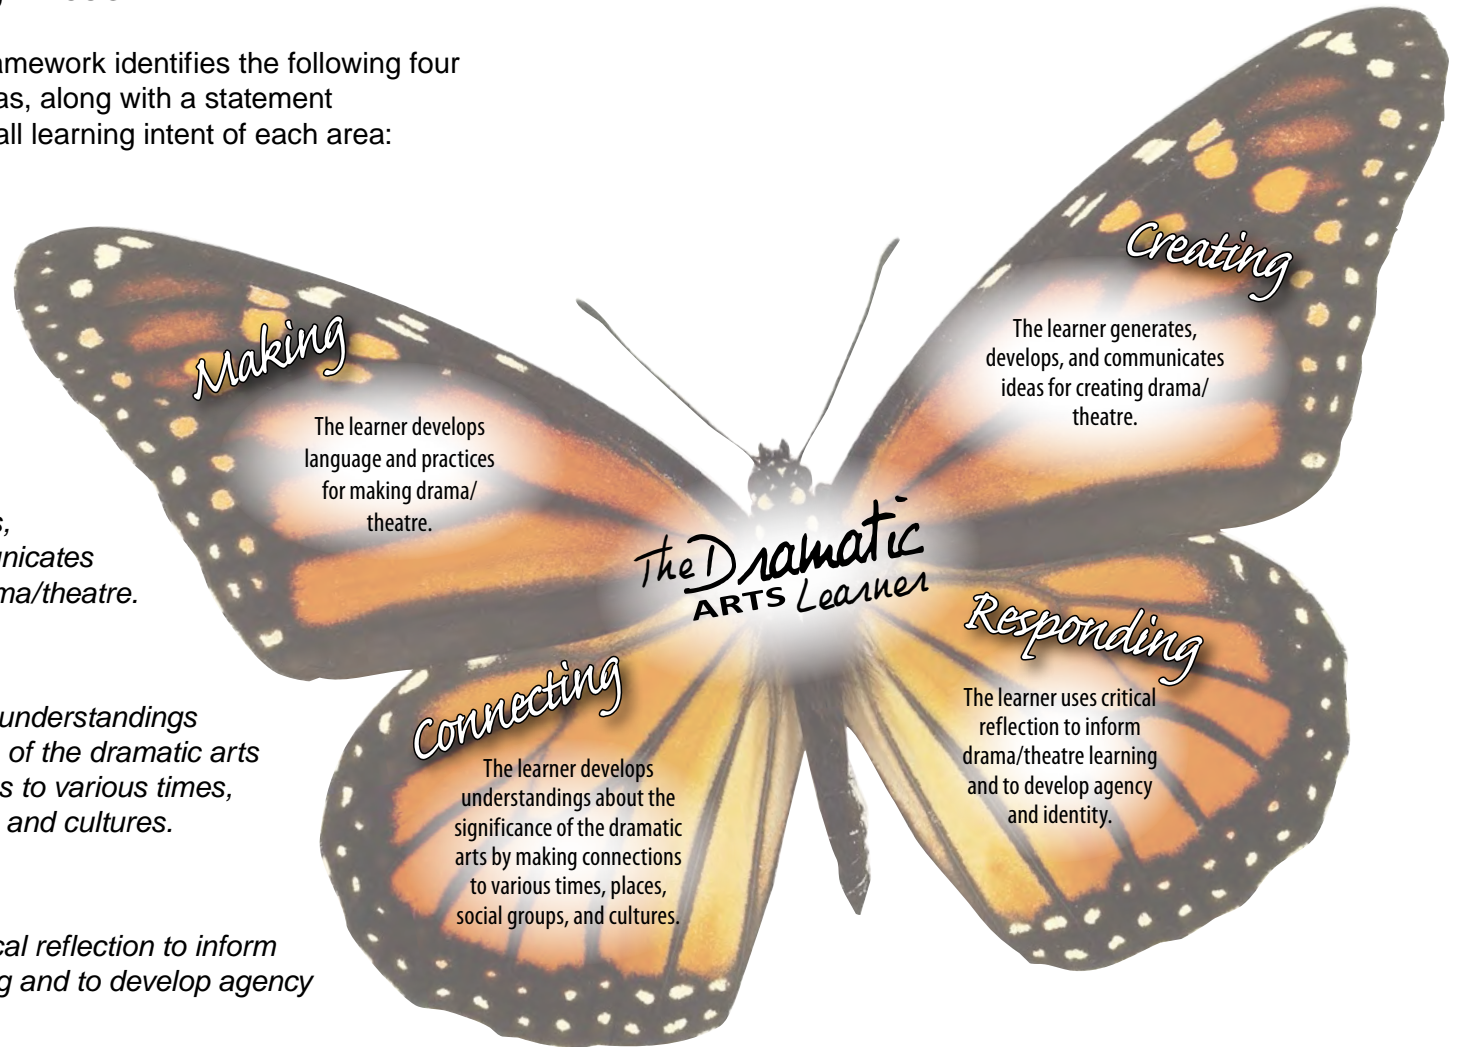 amework identifies the following four
as, along with a statement
all learning intent of each area:
Making
The learner develops
language and practices
for making drama/
theatre.
Creating
The learner generates,
develops, and communicates
ideas for creating drama/
theatre.
The Dramatic
ARTS Learner
Connecting
The learner develops
understandings about the
significance of the dramatic
arts by making connections
to various times, places,
social groups, and cultures.
Responding
The learner uses critical
reflection to inform
drama/theatre learning
and to develop agency
and identity.
s,
nicates
ma/theatre.
understandings
of the dramatic arts
s to various times,
and cultures.
cal reflection to inform
g and to develop agency